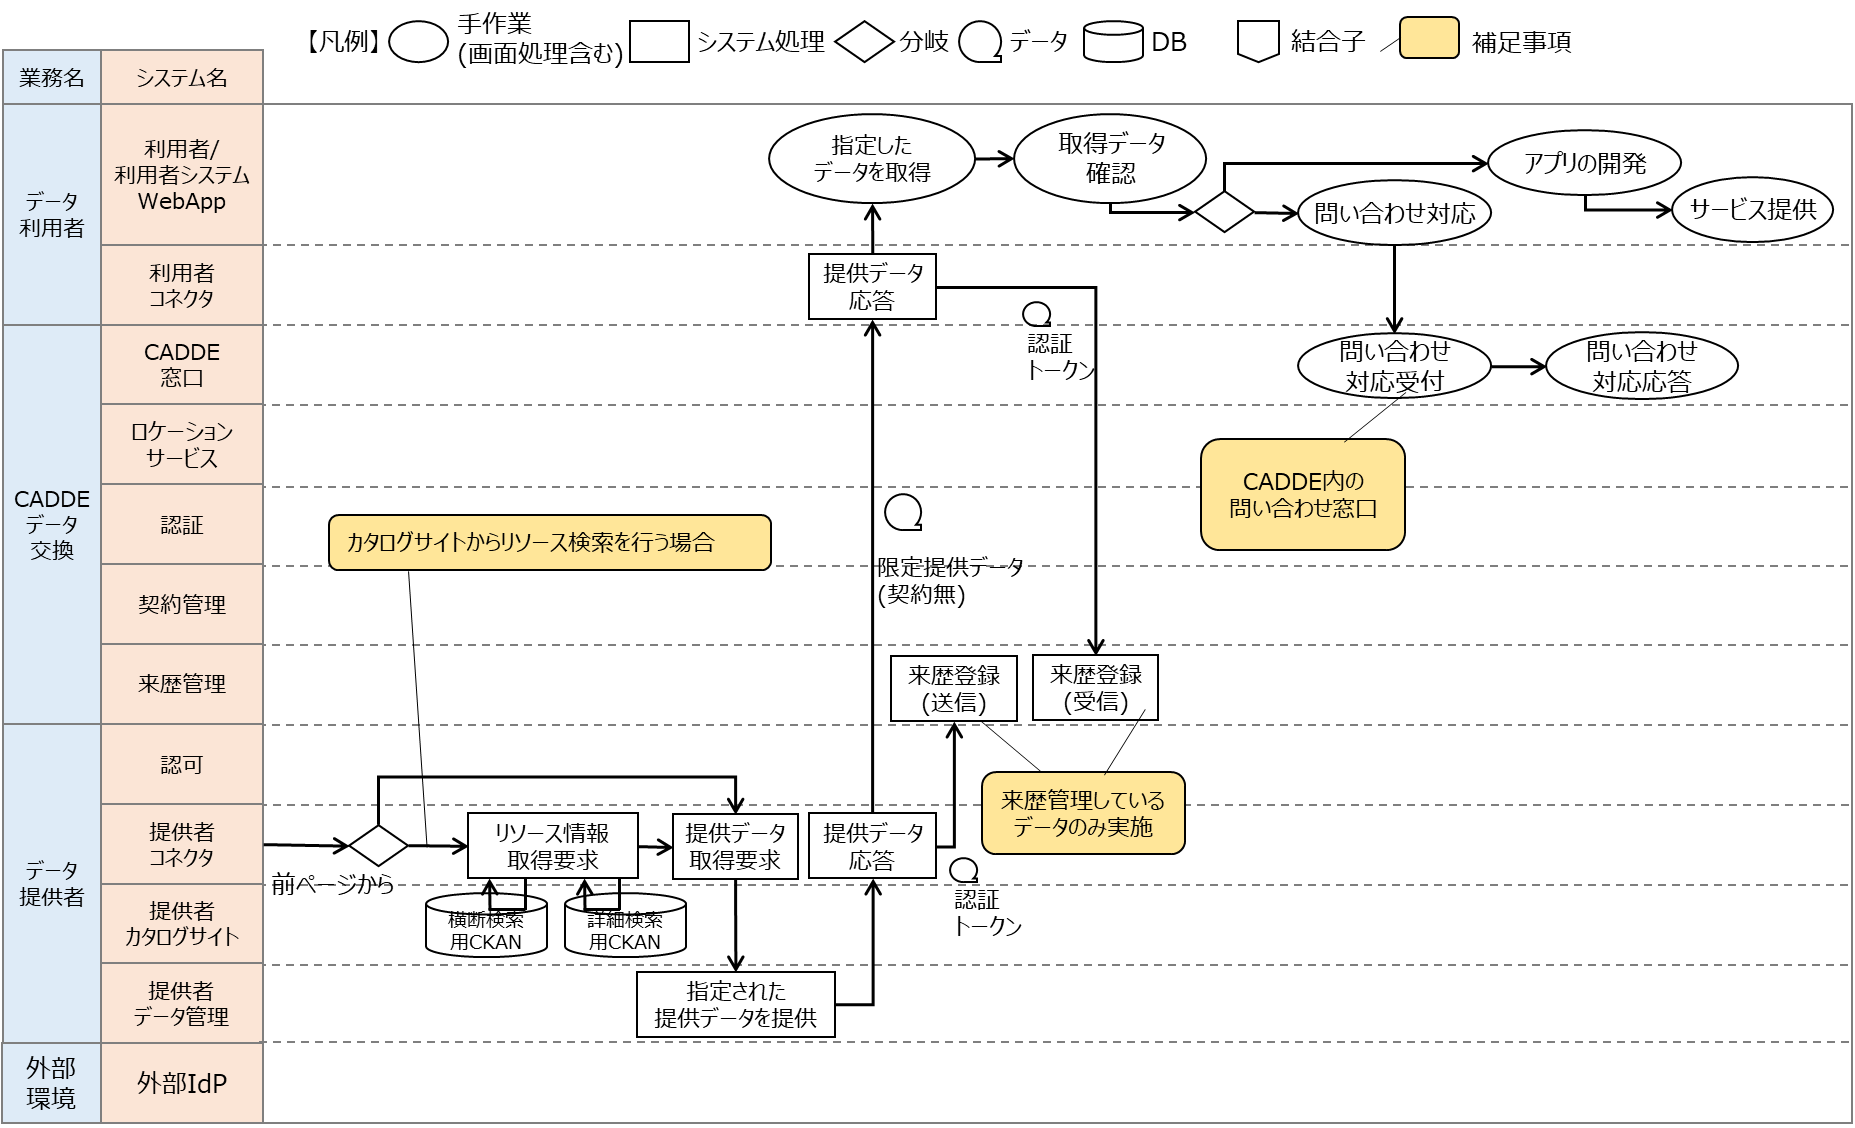 【凡例】
手作業
(画面処理含む)
システム処理
分岐
データ
DB
結合子
補足事項
業務名
システム名
データ
利用者
利用者/
利用者システム
WebApp
指定した
データを取得
取得データ
確認
アプリの開発
問い合わせ対応
サービス提供
利用者
コネクタ
提供データ
応答
認証
トークン
CADDE
データ
交換
CADDE
窓口
問い合わせ
対応受付
問い合わせ
対応応答
ロケーション
サービス
CADDE内の
問い合わせ窓口
認証
カタログサイトからリソース検索を行う場合
限定提供データ
(契約無)
契約管理
来歴管理
来歴登録
(送信)
来歴登録
(受信)
データ
提供者
認可
来歴管理している
データのみ実施
提供者
コネクタ
前ページから
リソース情報
取得要求
提供データ
取得要求
提供データ
応答
認証
トークン
提供者
カタログサイト
横断検索
用CKAN
詳細検索
用CKAN
提供者
データ管理
指定された
提供データを提供
外部
環境
外部IdP